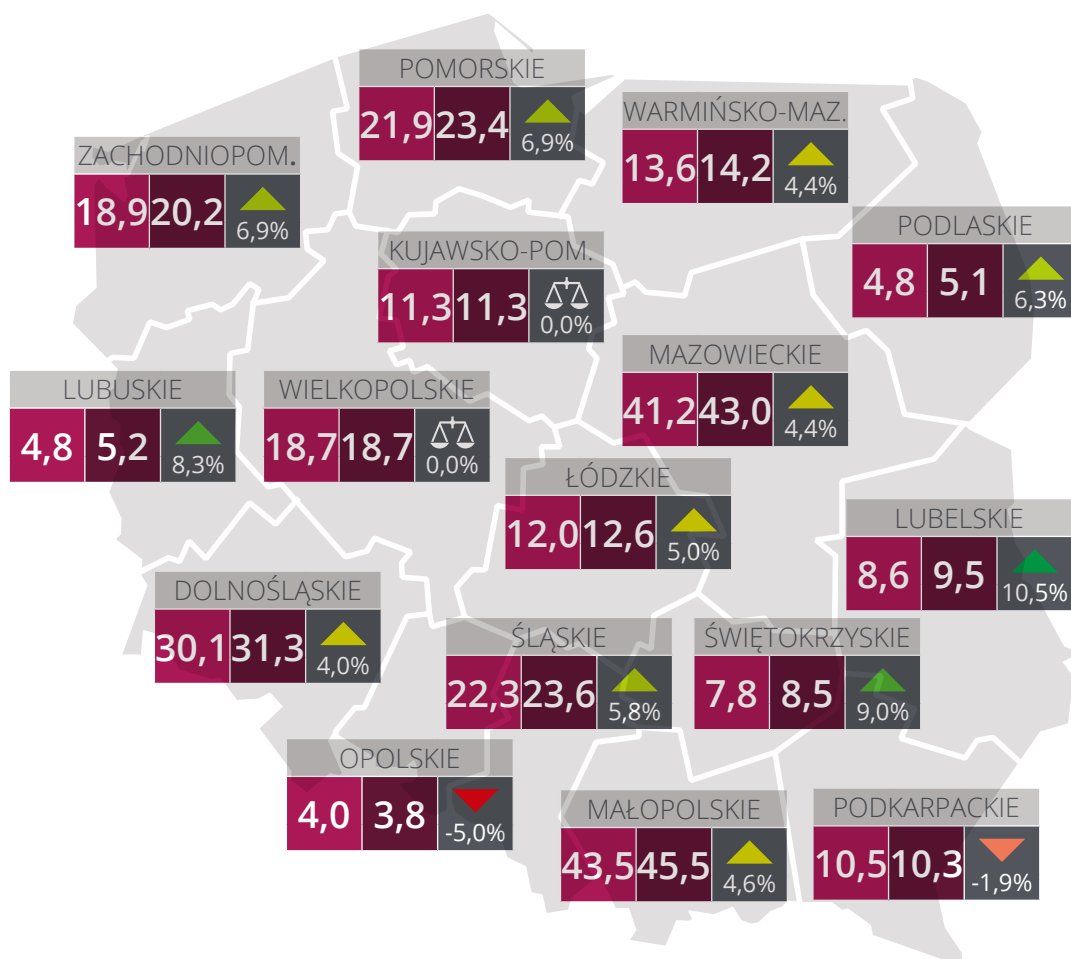 POMORSKIE
21,9 23,4 6,9%
WARMIŃSKO-MAZ.
13,6 14,2 4,4%
ZACHODNIOPOM.
18,9 20,2 6,9%
PODLASKIE
4,8 5,1 6,3%
KUJAWSKO-POM.
11,3 11,3 0,0%
MAZOWIECKIE
41,2 43,0 4,4%
LUBUSKIE
4,8 5,2 8,3%
WIELKOPOLSKIE
18,7 18,7 0,0%
ŁÓDZKIE
12,0 12,6 5,0%
LUBELSKIE
8,6 9,5 10,5%
DOLNOŚLĄSKIE
30,1 31,3 4,0%
ŚLĄSKIE
22,3 23,6 5,8%
ŚWIĘTOKRZYSKIE
7,8 8,5 9,0%
OPOLSKIE
4,0 3,8 -5,0%
MAŁOPOLSKIE
43,5 45,5 4,6%
PODKARPACKIE
10,5 10,3 -1,9%